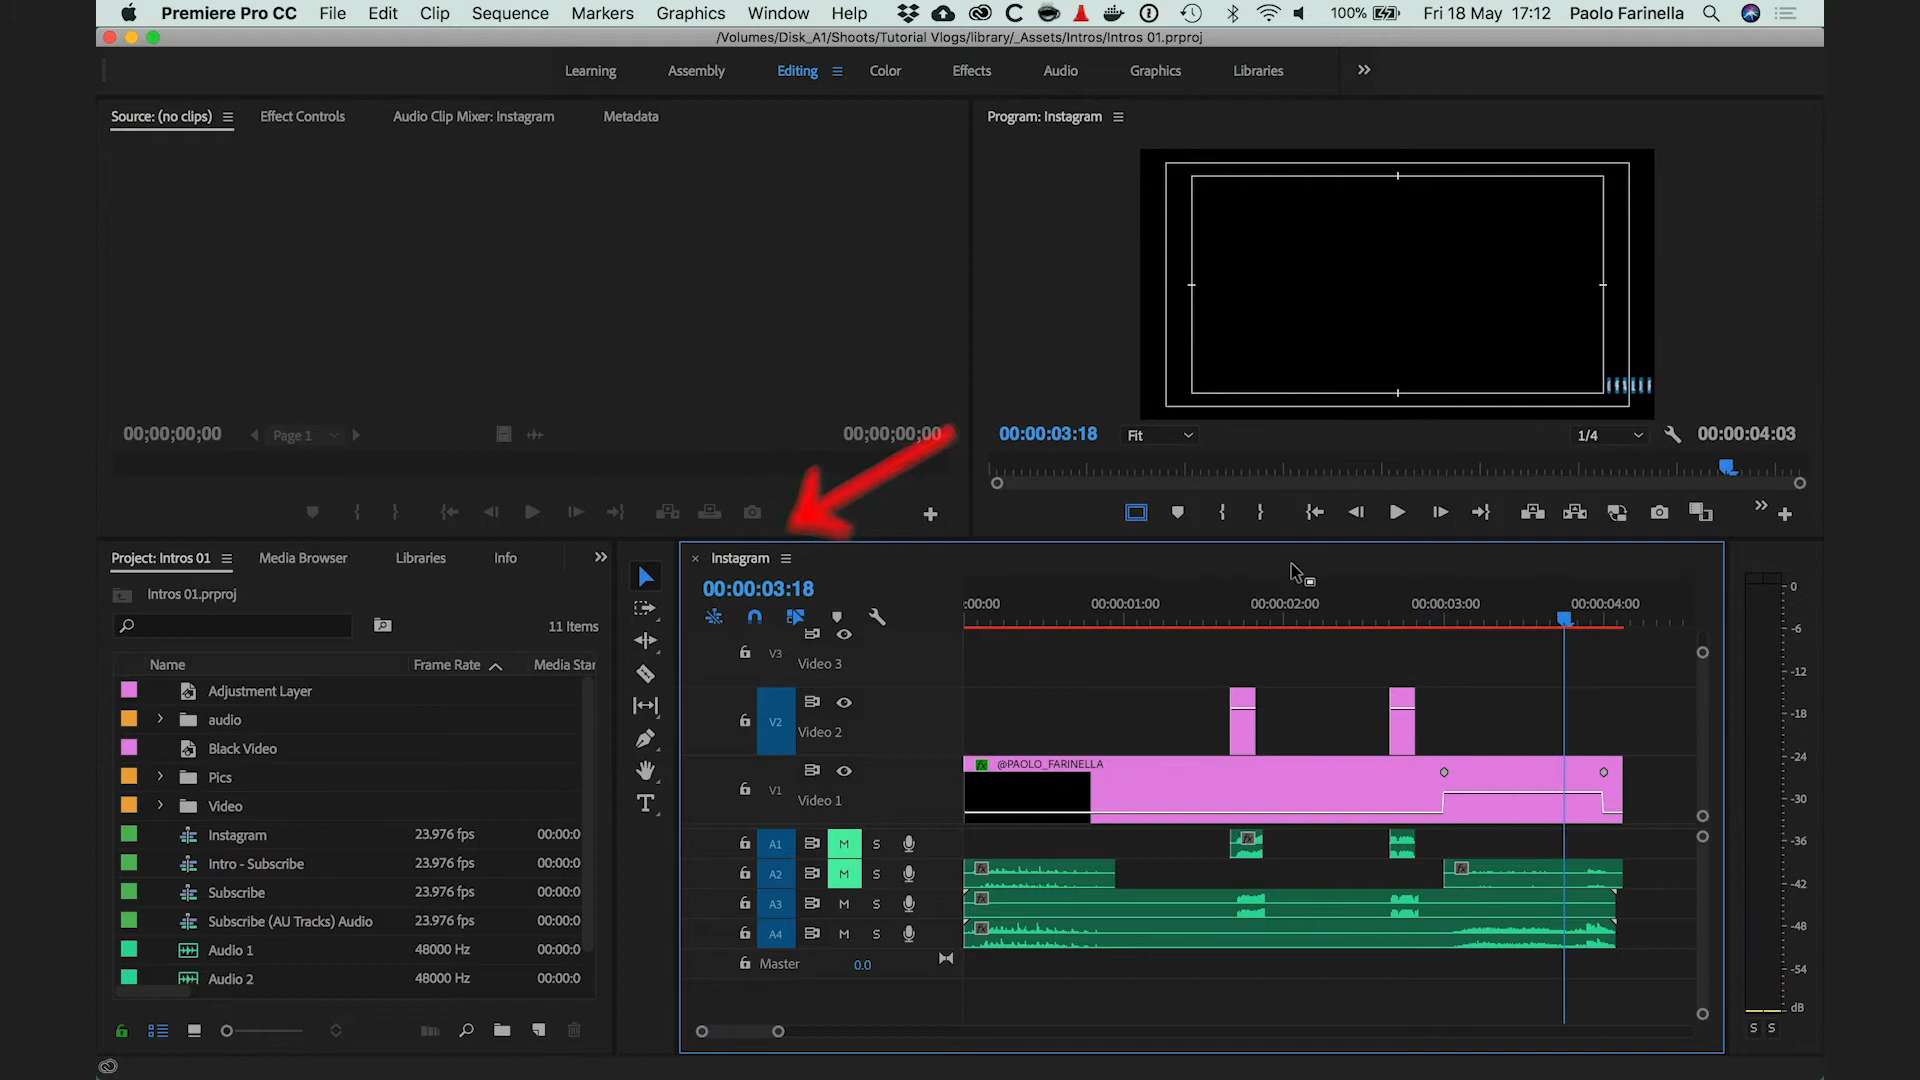 Premiere Pro CC File Edit Clip Sequence Markers Graphics Window Help 100% Fri 18 May 17:12 Paolo Farinella
/Volumes/Disk_A1/Shoots/Tutorial Vlogs/library/_Assets/Intros/Intros 01.prproj
Learning Assembly Editing Color Effects Audio Graphics Libraries
Source: (no clips) Effect Controls Audio Clip Mixer: Instagram Metadata
Program: Instagram
00;00;00;00 Page 1 00;00;00;00
00:00:03:18 Fit 1/4 00:00:04:03
Project: Intros 01 Media Browser Libraries Info
Intros 01.prproj
11 Items
Name Frame Rate Media Star
Adjustment Layer
audio
Black Video
Pics
Video
Instagram 23.976 fps 00:00:0
Intro - Subscribe 23.976 fps 00:00:0
Subscribe 23.976 fps 00:00:0
Subscribe (AU Tracks) Audio 23.976 fps 00:00:0
Audio 1 48000 Hz 00:00:0
Audio 2 48000 Hz 00:00:0
T
× Instagram
00:00:03:18
:00:00 00:00:01:00 00:00:02:00 00:00:03:00 00:00:04:00
V3 Video 3
V2 Video 2
fx @PAOLO_FARINELLA
V1 Video 1
A1 M S fx
A2 M S fx fx
A3 M S fx
A4 M S fx
Master 0.0
0
-6
-12
-18
-24
-30
-36
-42
-48
-54
dB
S S